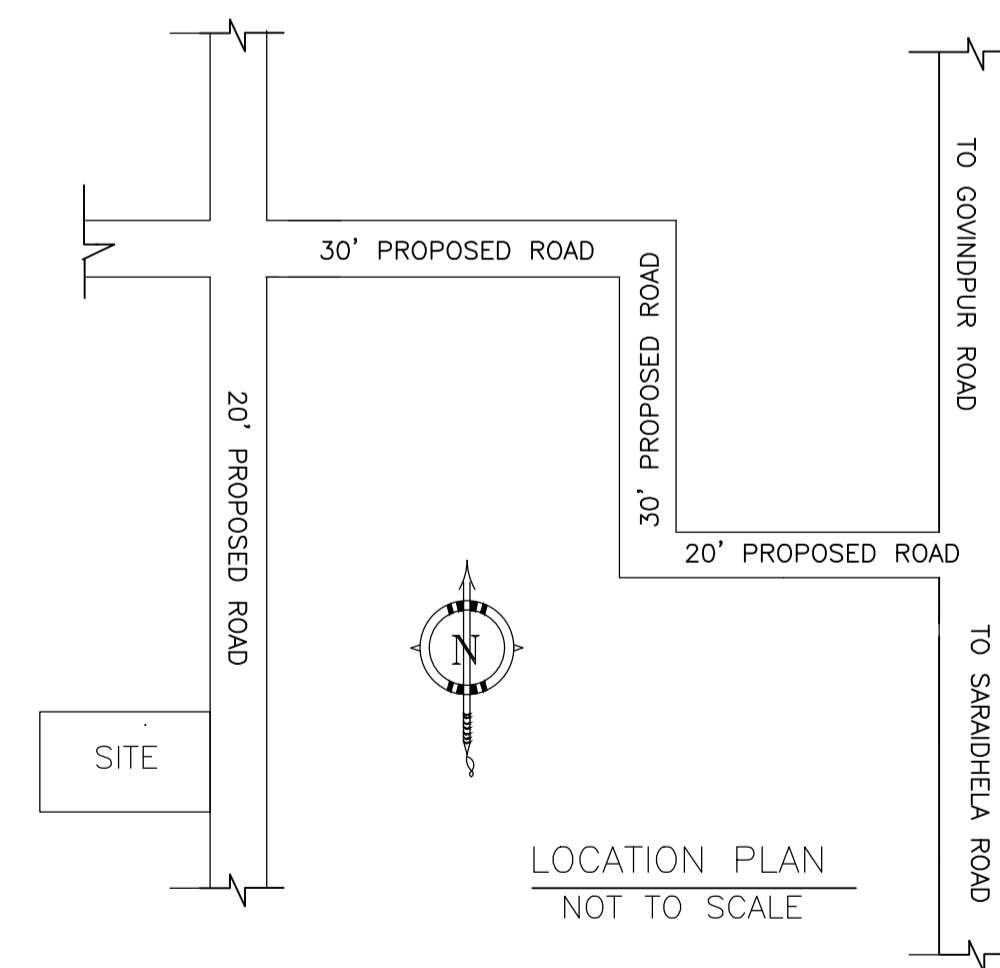 TO GOVINDPUR ROAD
30' PROPOSED ROAD
30' PROPOSED ROAD
20' PROPOSED ROAD
20' PROPOSED ROAD
N
TO SARAIDHELA ROAD
SITE
LOCATION PLAN
NOT TO SCALE